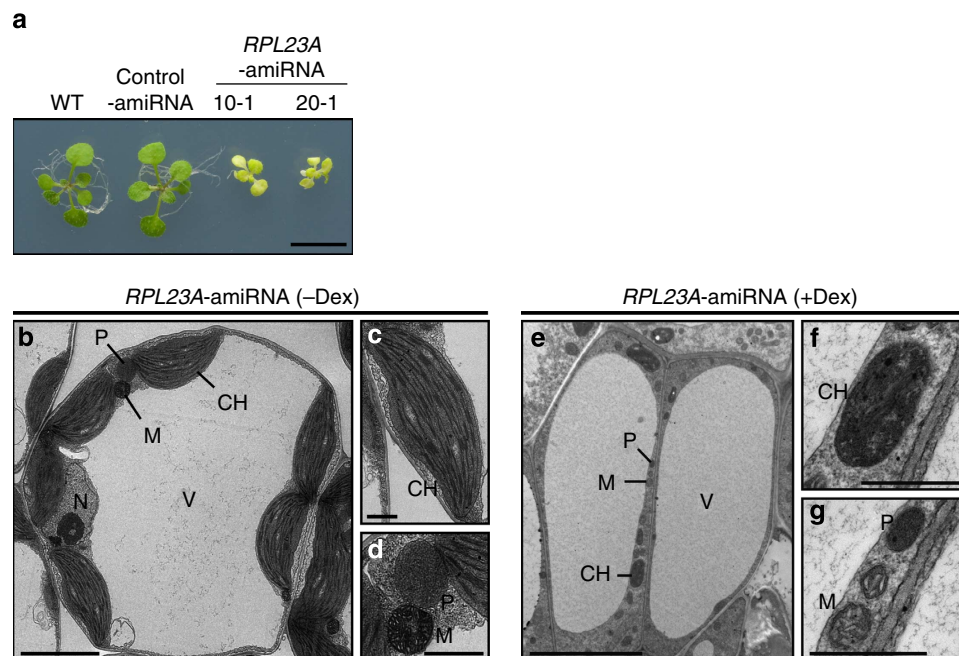 a
RPL23A
-amiRNA
Control
-amiRNA
WT
10-1
20-1
RPL23A-amiRNA (–Dex)
RPL23A-amiRNA (+Dex)
b
P
CH
M
N
V
c
CH
d
P
M
e
P
M
V
CH
f
CH
g
P
M